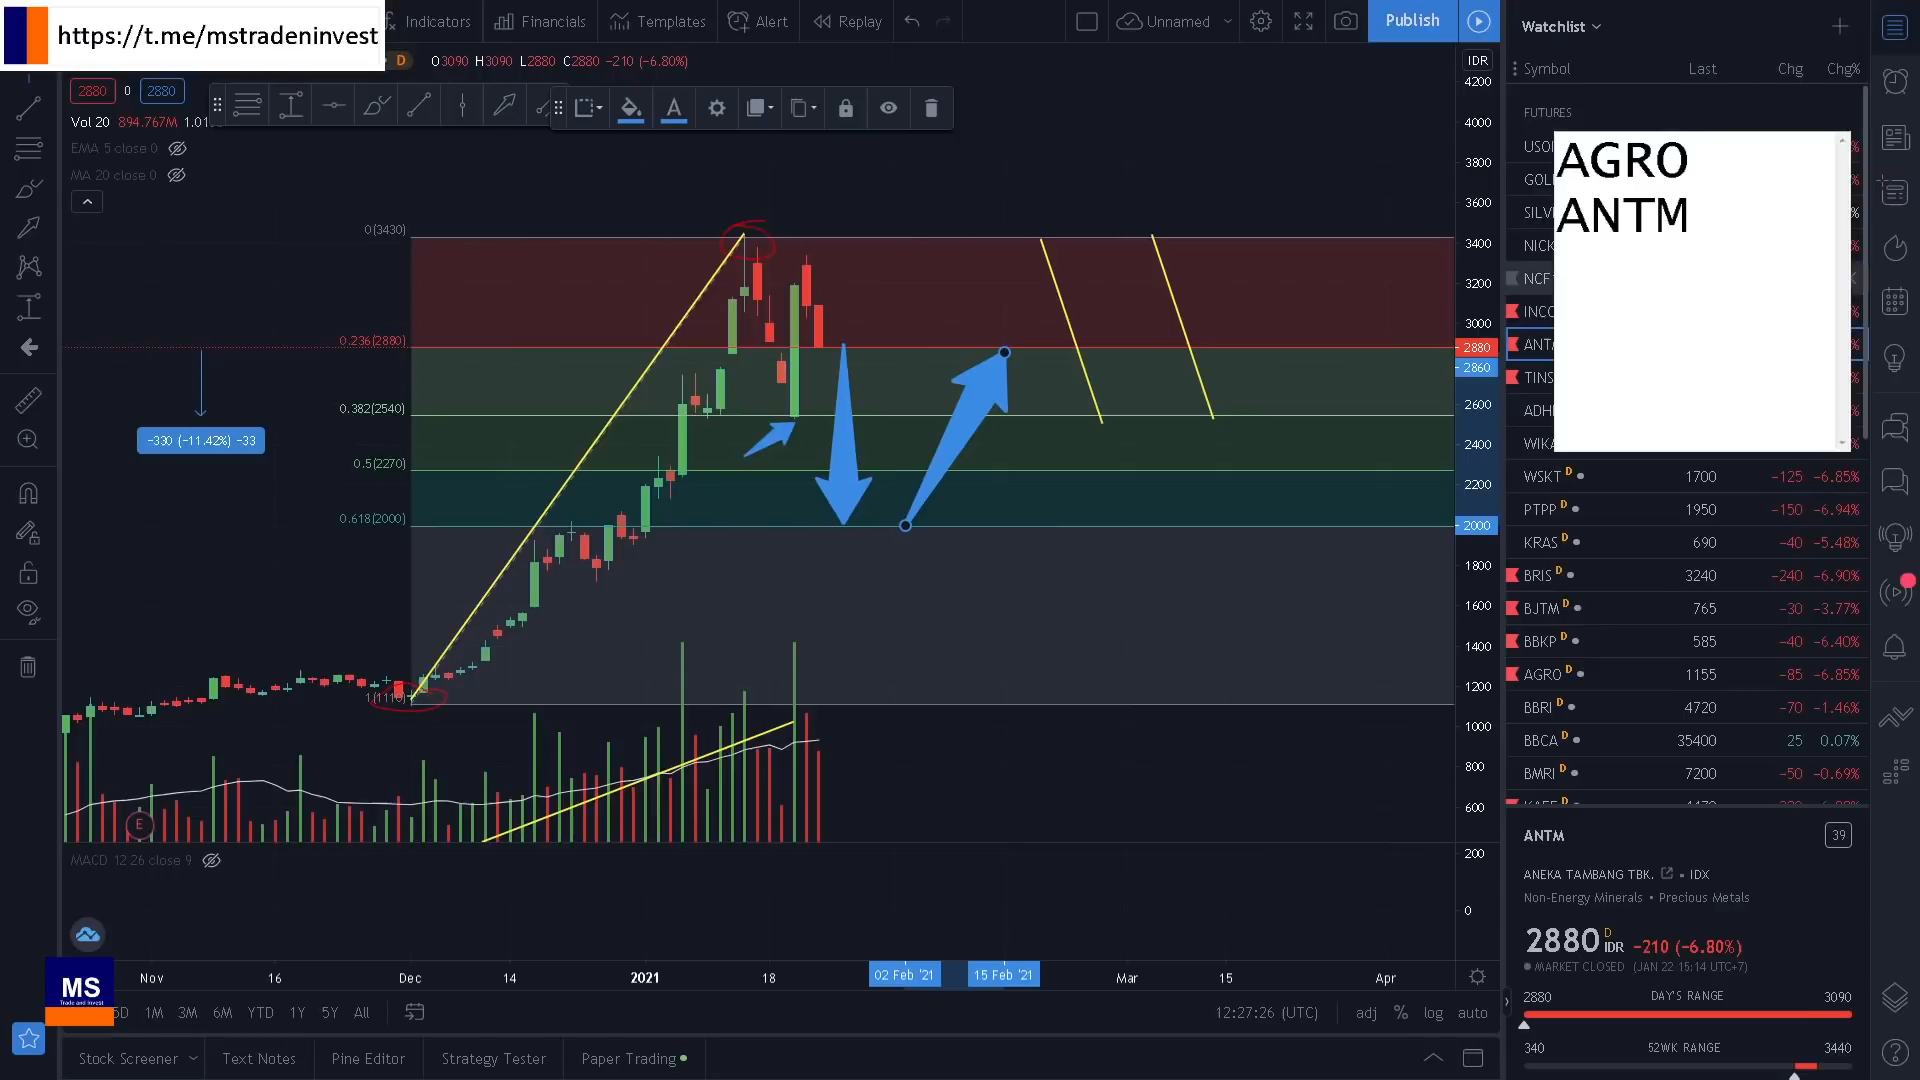 https://t.me/mstradeninvest
Indicators Financials Templates Alert Replay Unnamed Publish
D O3090 H3090 L2880 C2880 −210 (−6.80%)
2880 0 2880
Vol 20 894.767M
EMA 5 close 0
MA 20 close 0
0(3430)
0.236(2880)
0.382(2540)
0.5(2270)
0.618(2000)
1(1110)
−330 (−11.42%) −33
E
MACD 12 26 close 9
IDR
4200
4000
3800
3600
3400
3200
3000
2880
2860
2600
2400
2200
2000
1800
1600
1400
1200
1000
800
600
200
0
Nov 16 Dec 14 2021 18 02 Feb '21 15 Feb '21 Mar 15 Apr
MS
Trade and Invest
5D 1M 3M 6M YTD 1Y 5Y All
12:27:26 (UTC) adj % log auto
Stock Screener Text Notes Pine Editor Strategy Tester Paper Trading
Watchlist
Symbol Last Chg Chg%
FUTURES
AGRO
ANTM
WSKT D 1700 −125 −6.85%
PTPP D 1950 −150 −6.94%
KRAS D 690 −40 −5.48%
BRIS D 3240 −240 −6.90%
BJTM D 765 −30 −3.77%
BBKP D 585 −40 −6.40%
AGRO D 1155 −85 −6.85%
BBRI D 4720 −70 −1.46%
BBCA D 35400 25 0.07%
BMRI D 7200 −50 −0.69%
ANTM 39
ANEKA TAMBANG TBK. • IDX
Non-Energy Minerals • Precious Metals
2880 D IDR −210 (−6.80%)
MARKET CLOSED (JAN 22 15:14 UTC+7)
2880 DAY'S RANGE 3090
340 52WK RANGE 3440